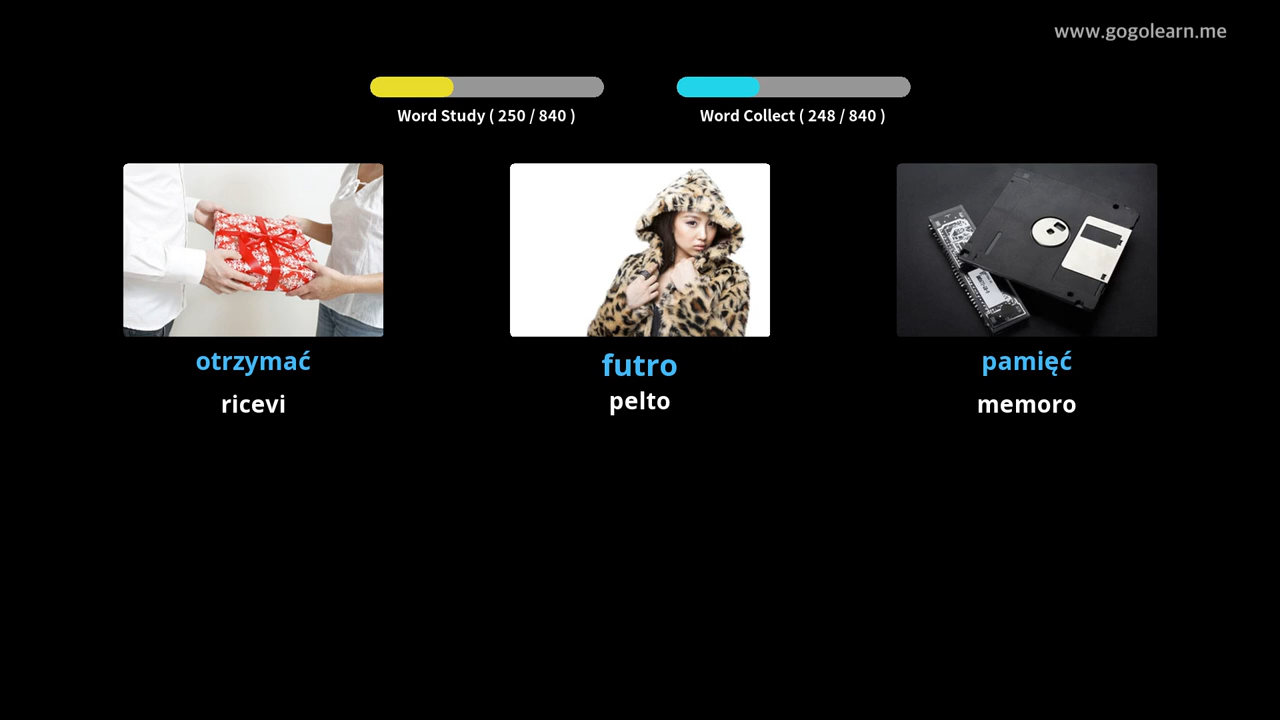 www.gogolearn.me
Word Study ( 250 / 840 )
Word Collect ( 248 / 840 )
otrzymać
ricevi
futro
pelto
pamięć
memoro